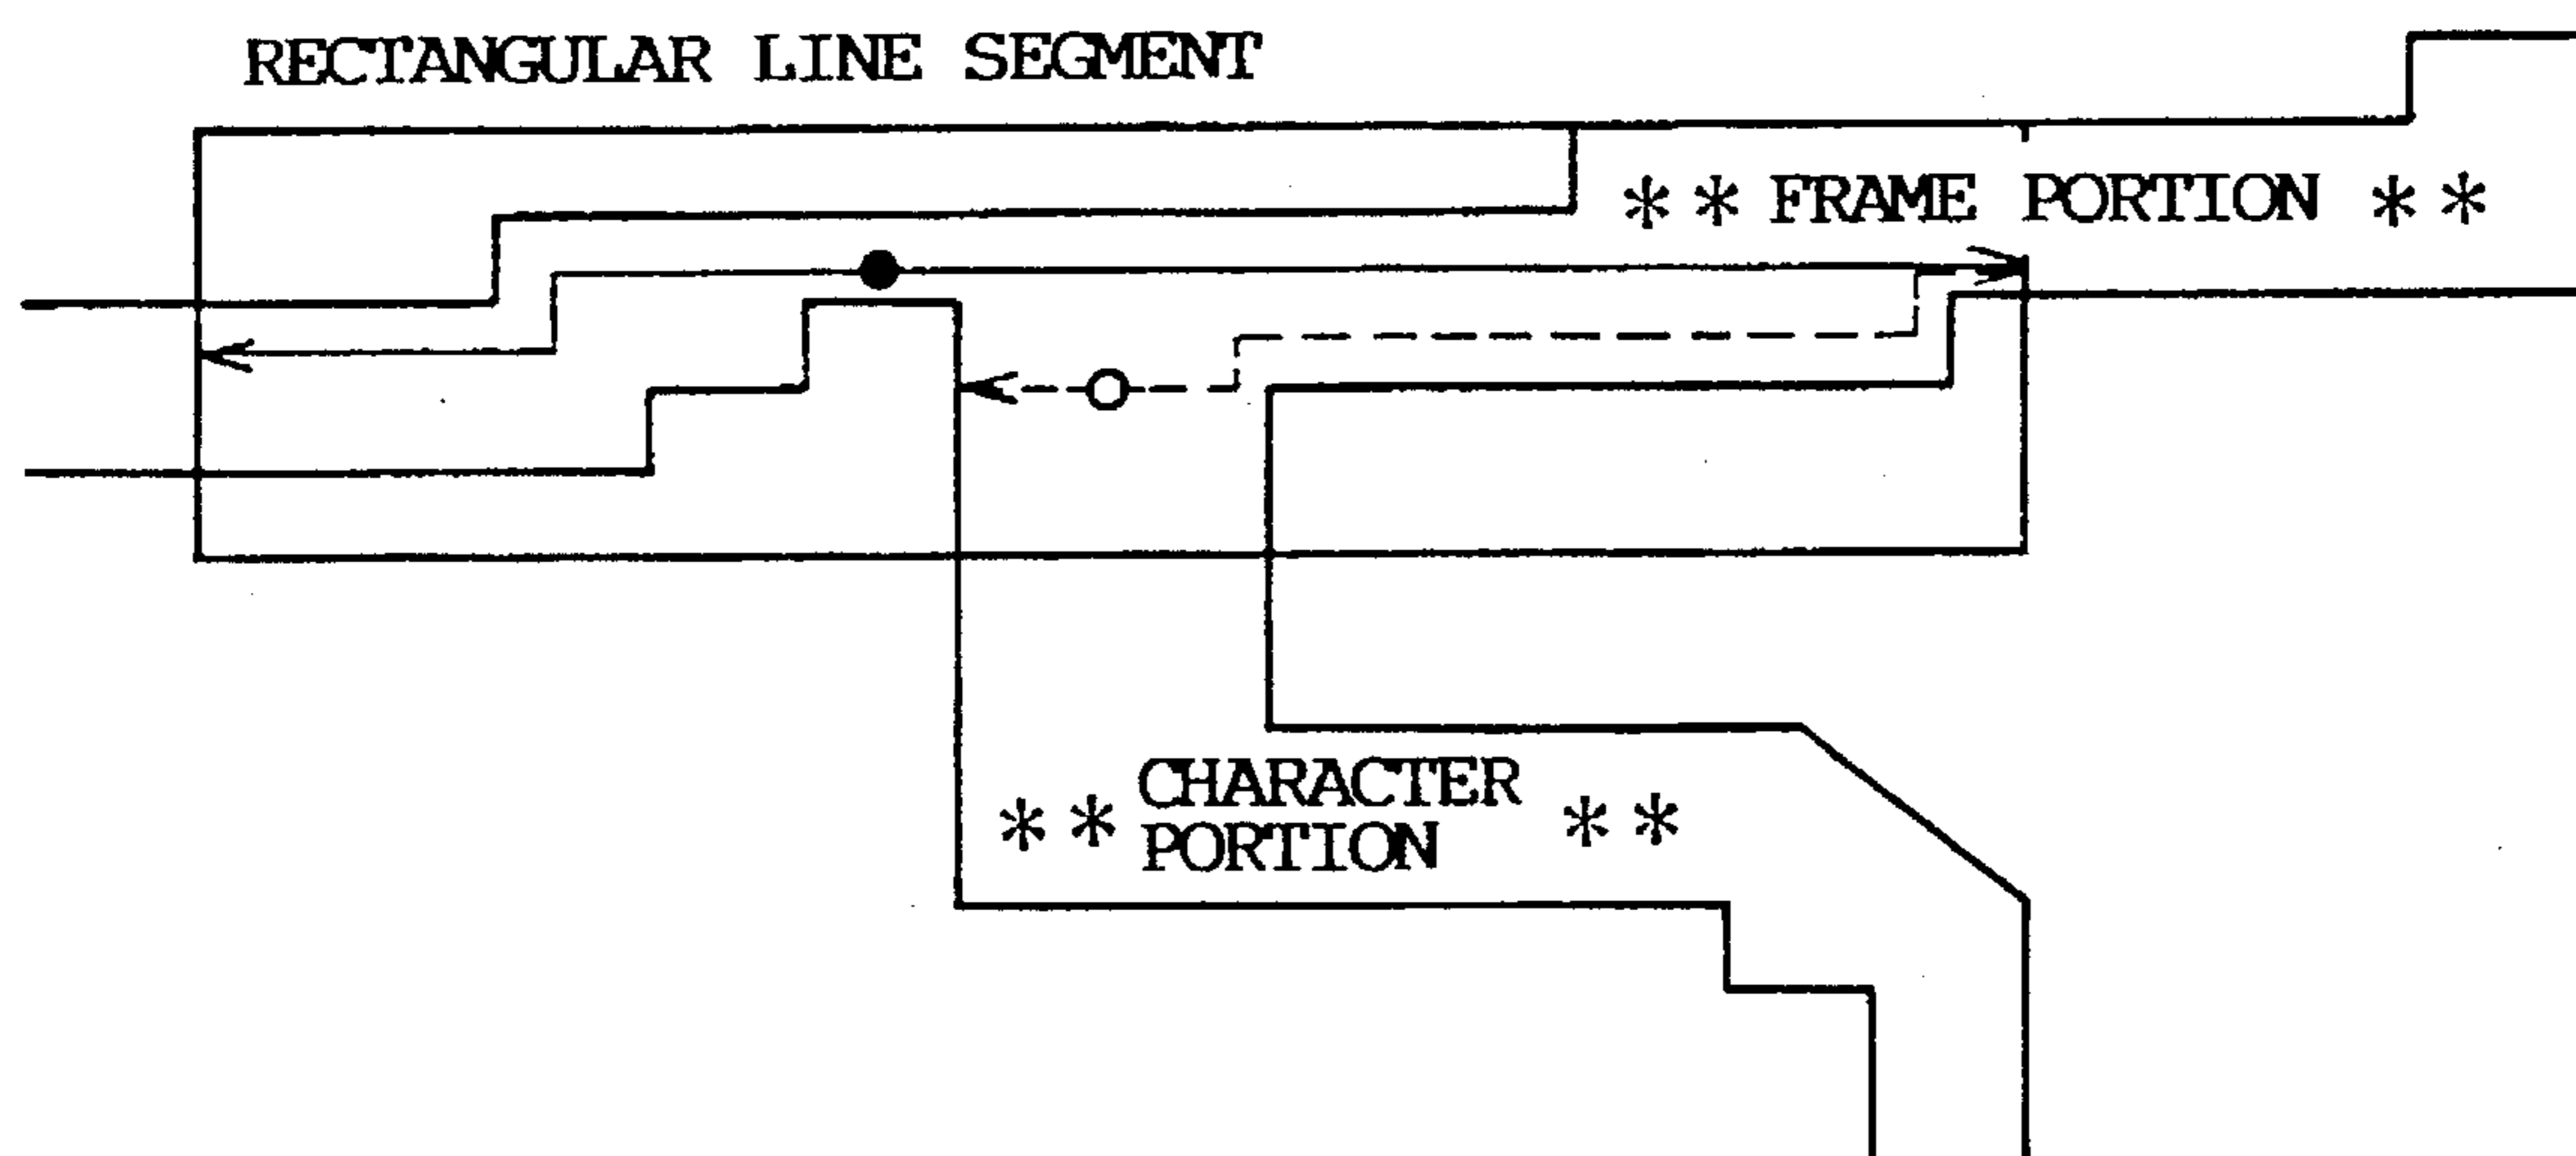 RECTANGULAR LINE SEGMENT
** FRAME PORTION **
** CHARACTER
PORTION **